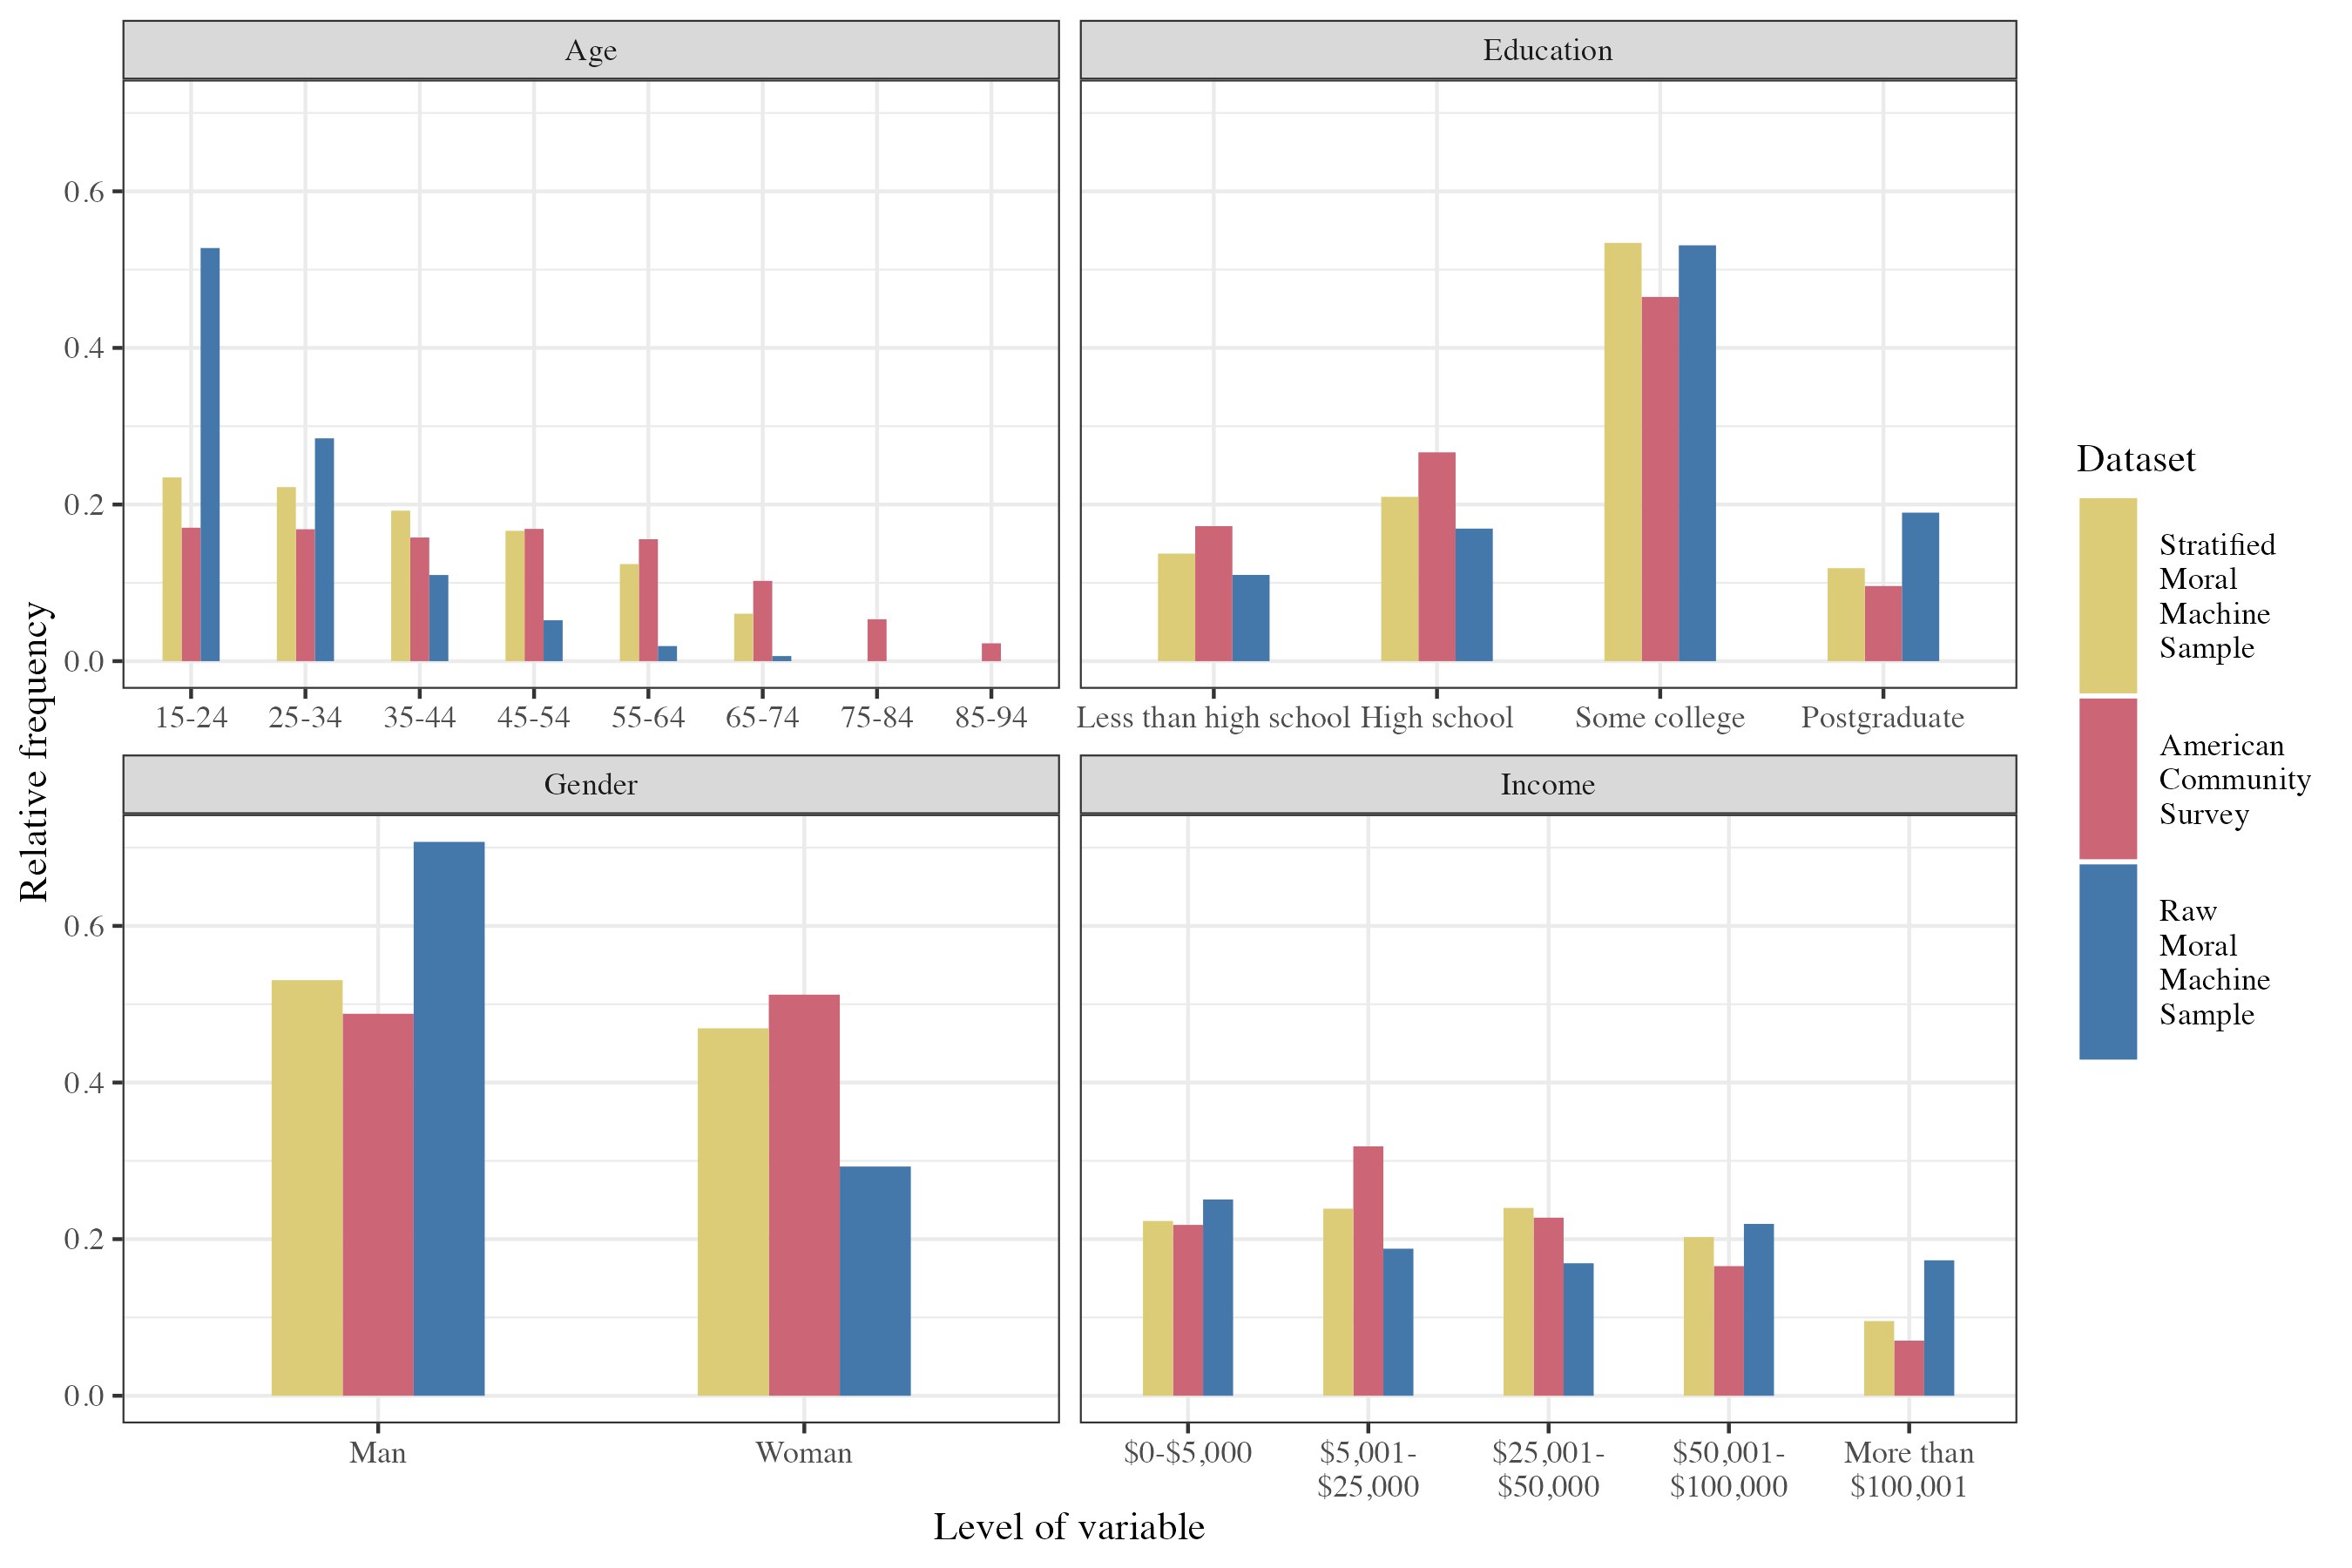 Age
Education
0.6
0.4
0.2
0.0
15-24 25-34 35-44 45-54 55-64 65-74 75-84 85-94
Less than high school High school Some college Postgraduate
Gender
Income
0.6
0.4
0.2
0.0
Man Woman
$0-$5,000 $5,001- $25,001- $50,001- More than
$25,000 $50,000 $100,000 $100,001
Relative frequency
Level of variable
Dataset
Stratified
Moral
Machine
Sample
American
Community
Survey
Raw
Moral
Machine
Sample